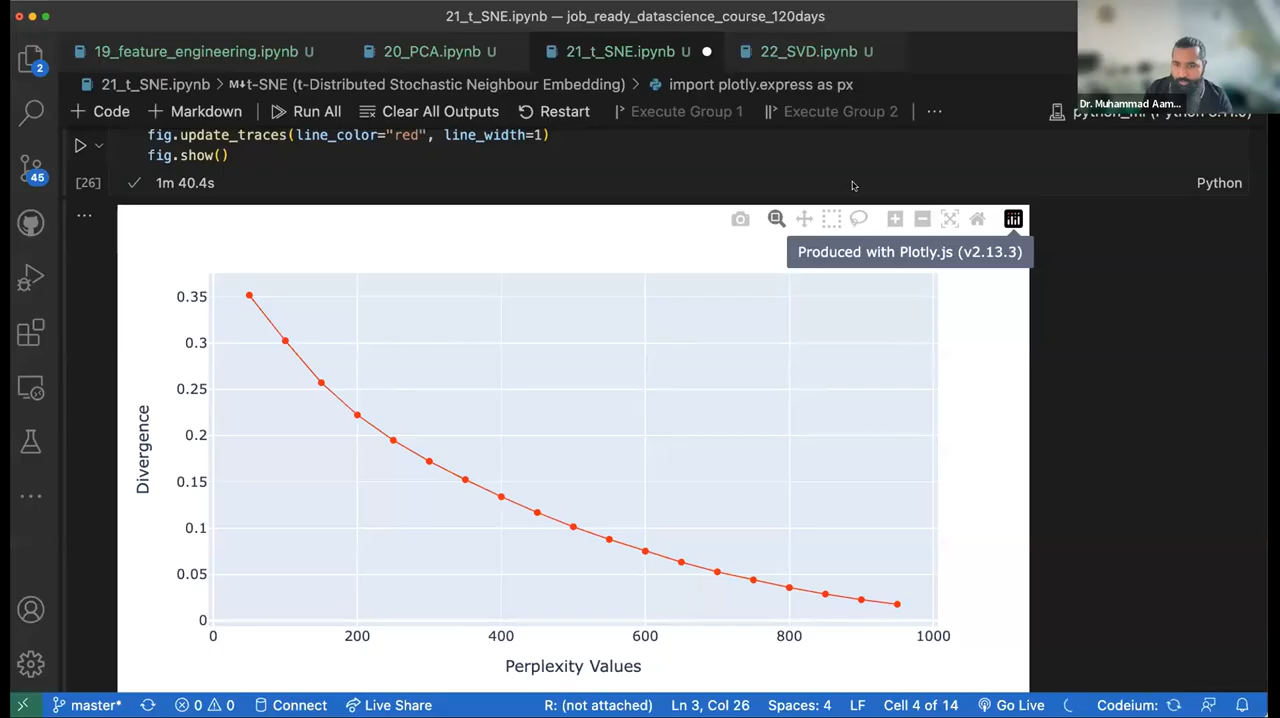 21_t_SNE.ipynb — job_ready_datascience_course_120days
19_feature_engineering.ipynb U
20_PCA.ipynb U
21_t_SNE.ipynb U
22_SVD.ipynb U
21_t_SNE.ipynb > M↓t-SNE (t-Distributed Stochastic Neighbour Embedding) > import plotly.express as px
Dr. Muhammad Aam...
+ Code + Markdown Run All Clear All Outputs Restart Execute Group 1 Execute Group 2 ...
fig.update_traces(line_color="red", line_width=1)
fig.show()
[26] 1m 40.4s Python
2
45
Produced with Plotly.js (v2.13.3)
Divergence
0.35
0.3
0.25
0.2
0.15
0.1
0.05
0
0 200 400 600 800 1000
Perplexity Values
master* 0 0 Connect Live Share R: (not attached) Ln 3, Col 26 Spaces: 4 LF Cell 4 of 14 Go Live Codeium: